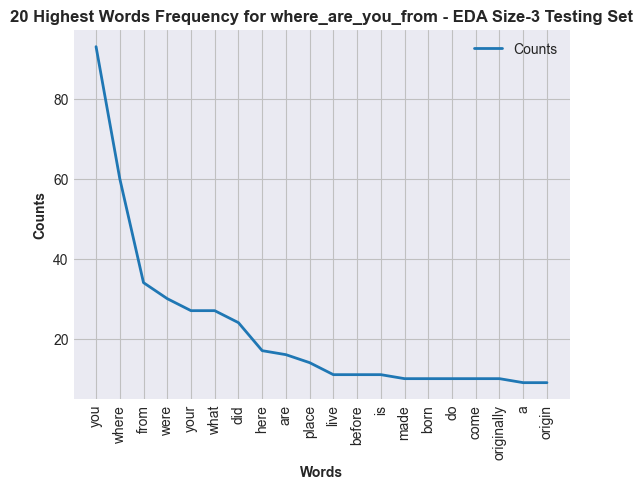 20 Highest Words Frequency for where_are_you_from - EDA Size-3 Testing Set
Counts
80
60
40
20
Counts
you
where
from
were
your
what
did
here
are
place
live
before
is
made
born
do
come
originally
a
origin
Words